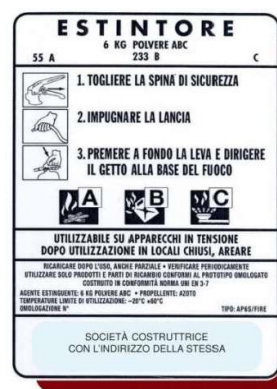 ESTINTORE
6 KG POLVERE ABC
55 A 233 B C
1. TOGLIERE LA SPINA DI SICUREZZA
2. IMPUGNARE LA LANCIA
3. PREMERE A FONDO LA LEVA E DIRIGERE
IL GETTO ALLA BASE DEL FUOCO
A B C
UTILIZZABILE SU APPARECCHI IN TENSIONE
DOPO UTILIZZAZIONE IN LOCALI CHIUSI, AREARE
RICARICARE DOPO L'USO, ANCHE PARZIALE • VERIFICARE PERIODICAMENTE
UTILIZZARE SOLO PRODOTTI E PARTI DI RICAMBIO CONFORMI AL PROTOTIPO OMOLOGATO
COSTRUITO IN CONFORMITÀ NORMA UNI EN 3-7
AGENTE ESTINGUENTE: 6 KG POLVERE ABC • PROPELLENTE: AZOTO
TEMPERATURE LIMITE DI UTILIZZAZIONE: -20°C +60°C
OMOLOGAZIONE N° TIPO: AP6S/FIRE
SOCIETÀ COSTRUTTRICE
CON L'INDIRIZZO DELLA STESSA